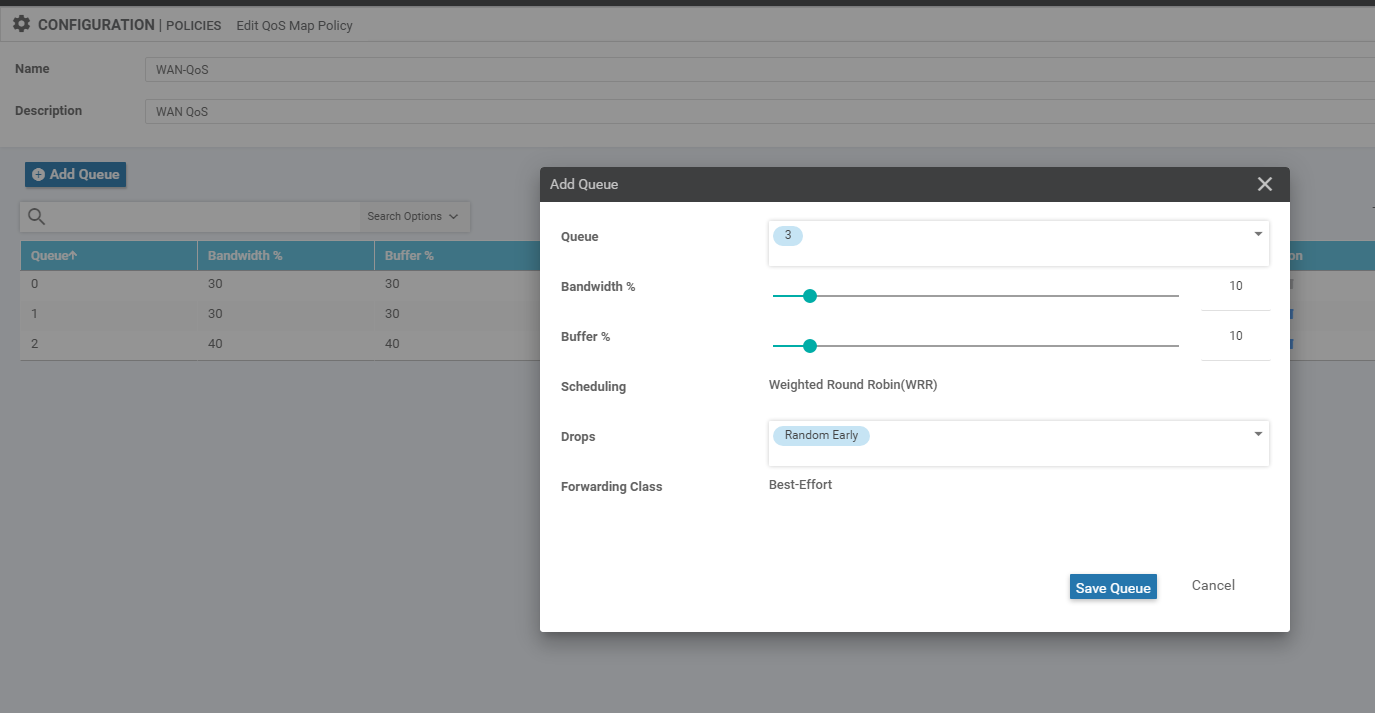 CONFIGURATION | POLICIES Edit QoS Map Policy
Name WAN-QoS
Description WAN QoS
Add Queue
Search Options
Queue↑ Bandwidth % Buffer % on
0 30 30
1 30 30
2 40 40
Add Queue
Queue 3
Bandwidth % 10
Buffer % 10
Scheduling Weighted Round Robin(WRR)
Drops Random Early
Forwarding Class Best-Effort
Save Queue Cancel